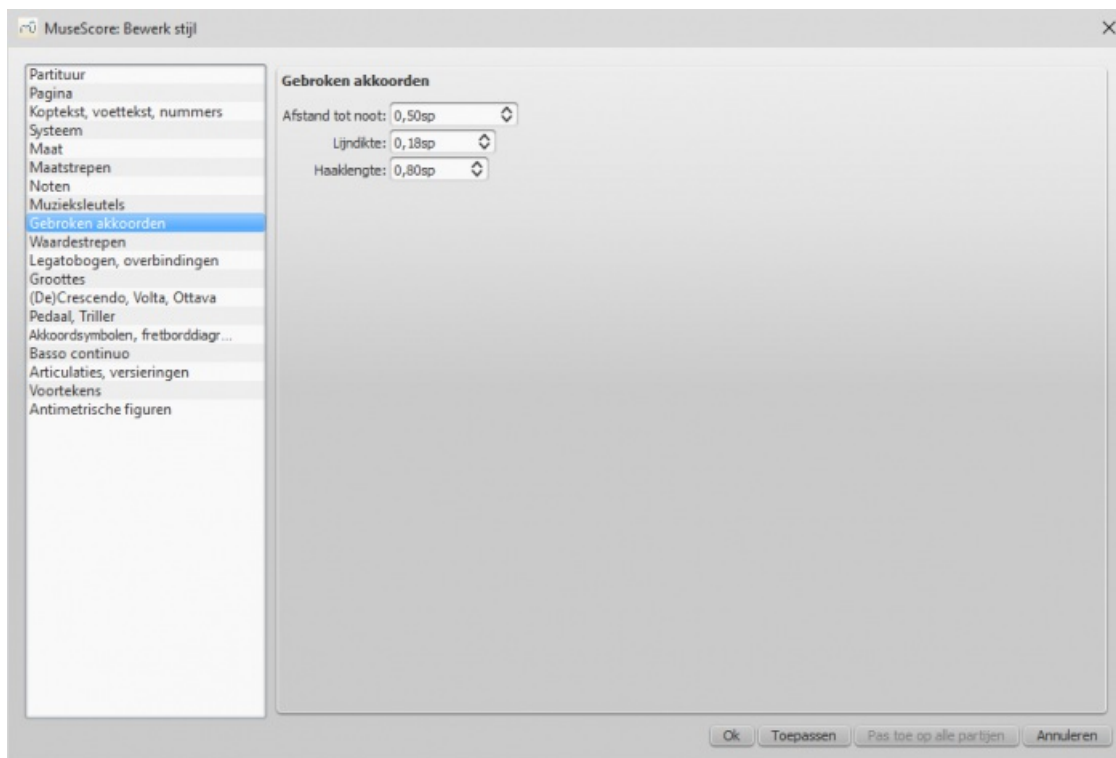 MuseScore: Bewerk stijl
Partituur
Pagina
Koptekst, voettekst, nummers
Systeem
Maat
Maatstrepen
Noten
Muzieksleutels
Gebroken akkoorden
Waardestrepen
Legatobogen, overbindingen
Groottes
(De)Crescendo, Volta, Ottava
Pedaal, Triller
Akkoordsymbolen, fretborddiagr...
Basso continuo
Articulaties, versieringen
Voortekens
Antimetrische figuren
Gebroken akkoorden
Afstand tot noot: 0,50sp
Lijndikte: 0,18sp
Haaklengte: 0,80sp
Ok Toepassen Pas toe op alle partijen Annuleren